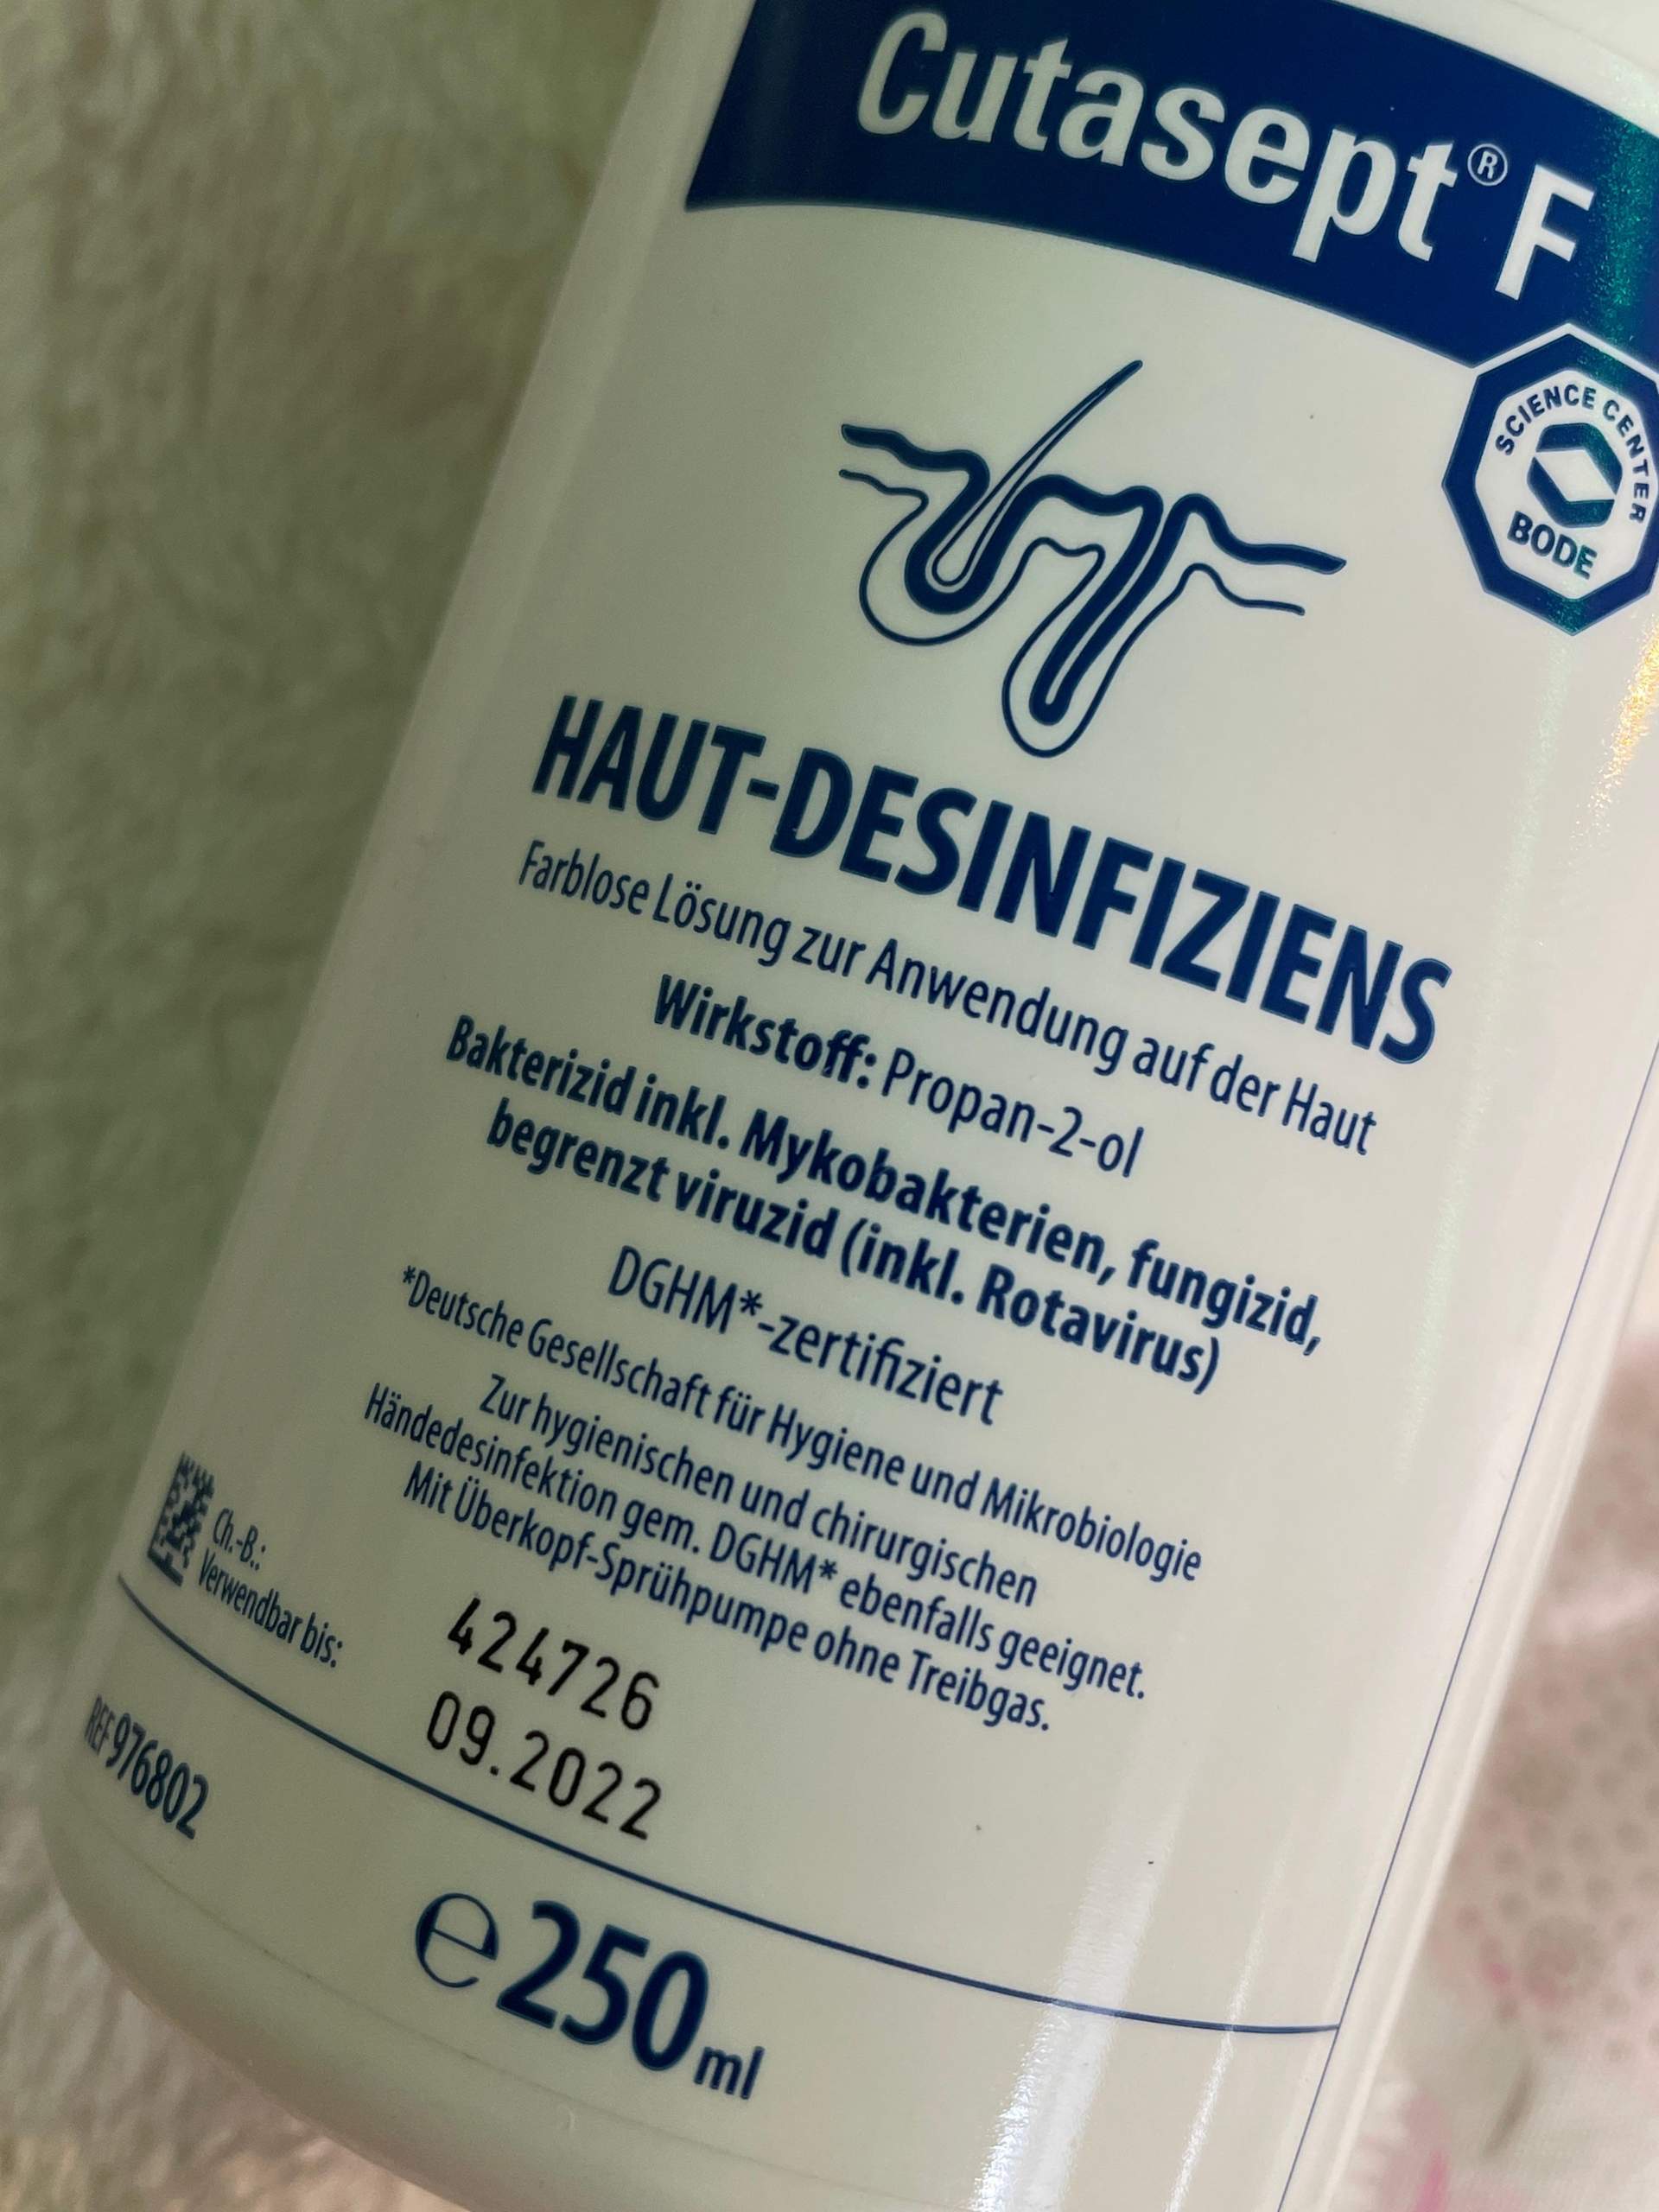 Cutasept® F
SCIENCE CENTER
BODE
HAUT-DESINFIZIENS
Farblose Lösung zur Anwendung auf der Haut
Wirkstoff: Propan-2-ol
Bakterizid inkl. Mykobakterien, fungizid,
begrenzt viruzid (inkl. Rotavirus)
DGHM*-zertifiziert
*Deutsche Gesellschaft für Hygiene und Mikrobiologie
Zur hygienischen und chirurgischen
Händedesinfektion gem. DGHM* ebenfalls geeignet.
Mit Überkopf-Sprühpumpe ohne Treibgas.
Ch.-B.: 424726
Verwendbar bis: 09.2022
REF 976802
℮ 250 ml